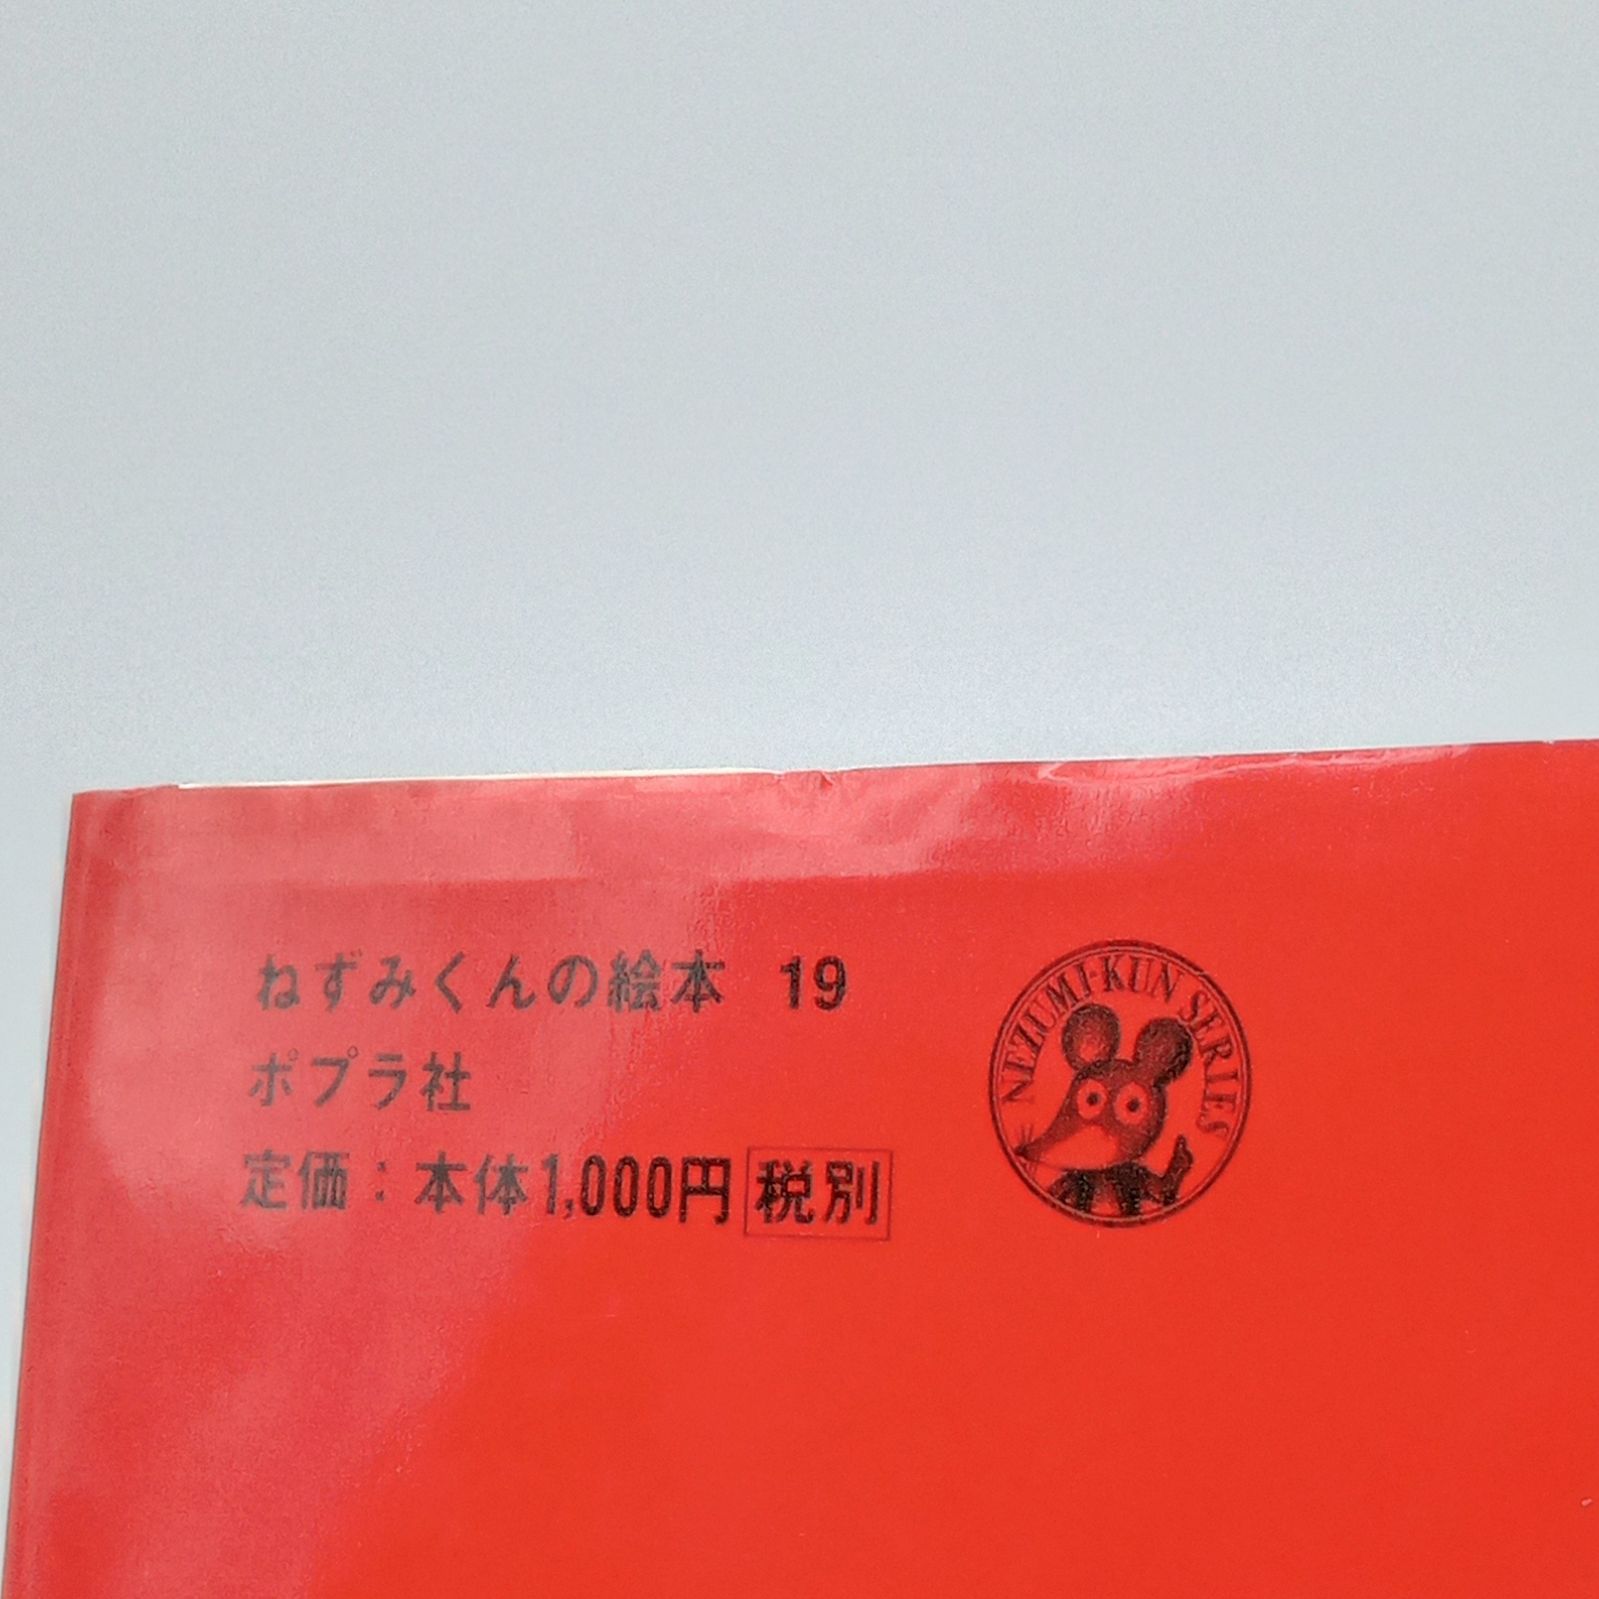 ねずみくんの絵本 19
ポプラ社
定価：本体1,000円 税別
NEZUMI·KUN SERIES